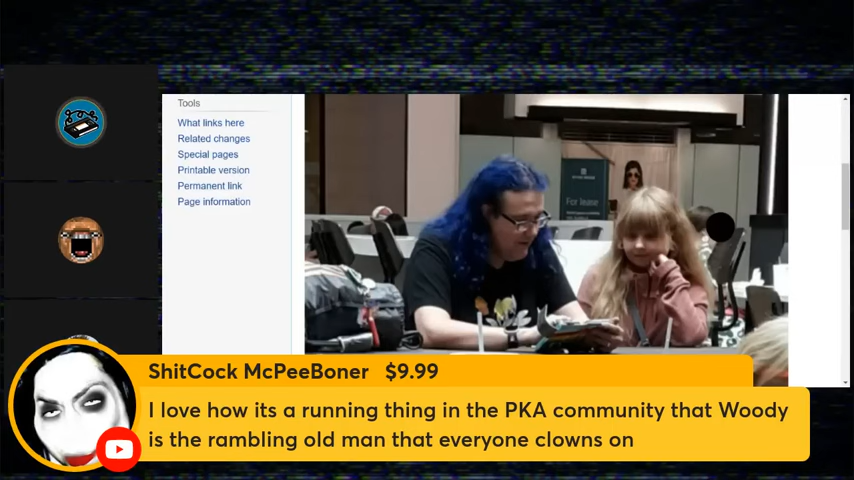 Tools
What links here
Related changes
Special pages
Printable version
Permanent link
Page information
For lease
ShitCock McPeeBoner $9.99
I love how its a running thing in the PKA community that Woody
is the rambling old man that everyone clowns on